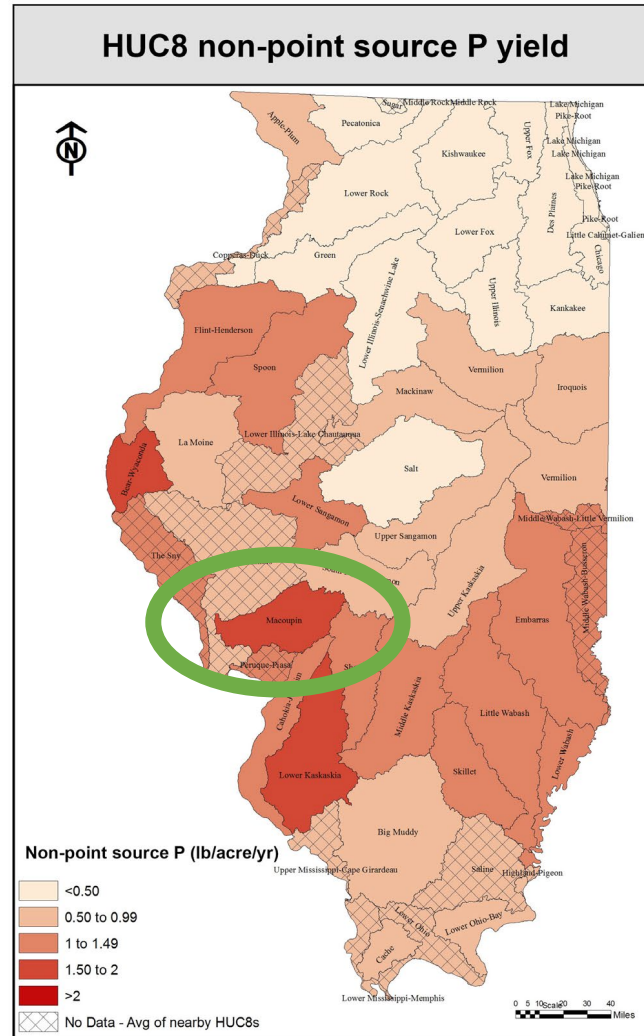 HUC8 non-point source P yield
N
Apple-Plum
Pecatonica
Sugar
Middle Rock
Middle Rock
Lake Michigan
Pike-Root
Kishwaukee
Upper Fox
Lake Michigan
Lake Michigan
Lower Rock
Des Plaines
Lake Michigan
Pike-Root
Pike-Root
Lower Fox
Little Calumet-Galien
Chicago
Copperas-Duck
Green
Lower Illinois-Senachwine Lake
Upper Illinois
Kankakee
Flint-Henderson
Spoon
Vermilion
Iroquois
Mackinaw
La Moine
Lower Illinois-Lake Chautauqua
Bear-Wyaconda
Salt
Vermilion
Lower Sangamon
Middle Wabash-Little Vermilion
The Sny
Upper Sangamon
Upper Kaskaskia
Middle Wabash-Busseron
Macoupin
Embarras
Peruque-Piasa
Middle Kaskaskia
Little Wabash
Lower Wabash
Lower Kaskaskia
Skillet
Big Muddy
Upper Mississippi-Cape Girardeau
Saline
Highland-Pigeon
Lower Ohio
Lower Ohio-Bay
Cache
Lower Mississippi-Memphis
Non-point source P (lb/acre/yr)
<0.50
0.50 to 0.99
1 to 1.49
1.50 to 2
>2
No Data - Avg of nearby HUC8s
Scale
0 5 10 20 30 40
Miles